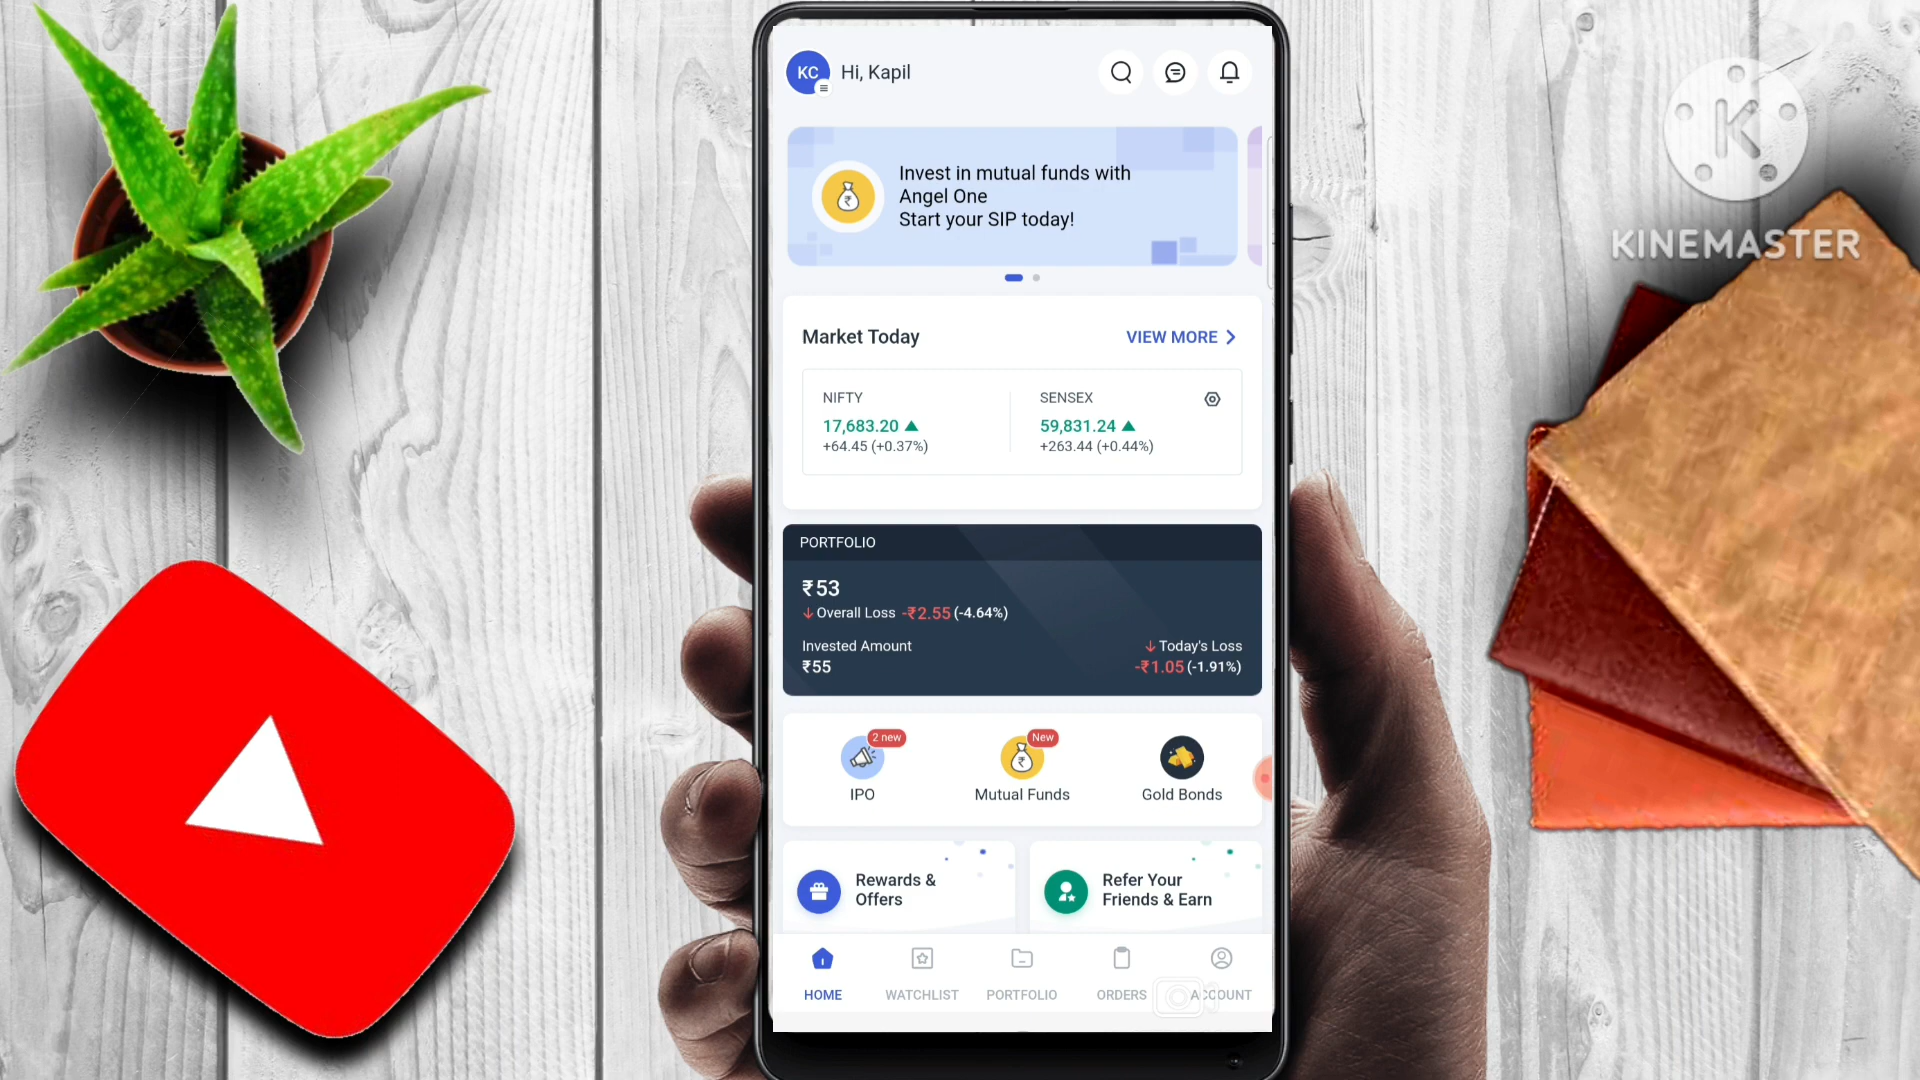 KC
Hi, Kapil
Invest in mutual funds with
Angel One
Start your SIP today!
Market Today
VIEW MORE
NIFTY
17,683.20
+64.45 (+0.37%)
SENSEX
59,831.24
+263.44 (+0.44%)
PORTFOLIO
₹53
Overall Loss -₹2.55 (-4.64%)
Invested Amount
₹55
Today's Loss
-₹1.05 (-1.91%)
2 new
IPO
New
Mutual Funds
Gold Bonds
Rewards &
Offers
Refer Your
Friends & Earn
HOME
WATCHLIST
PORTFOLIO
ORDERS
ACCOUNT
K
KINEMASTER